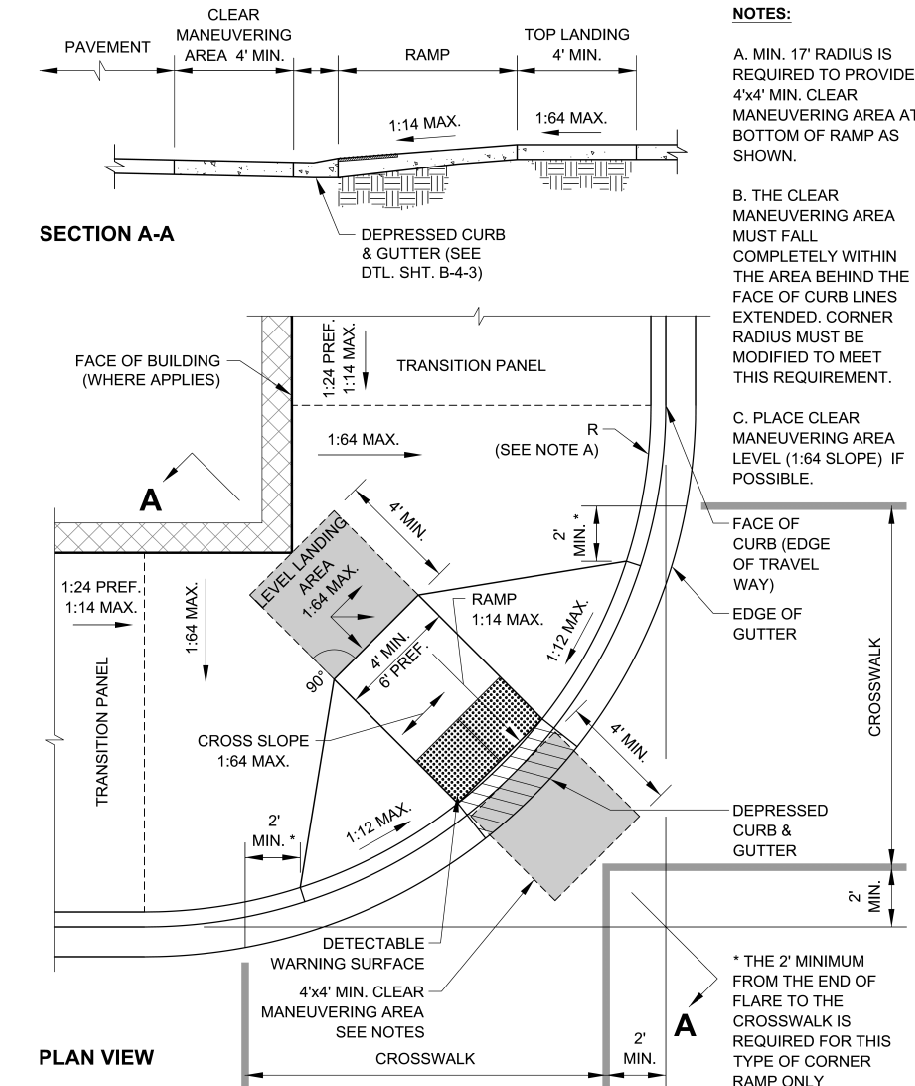 CLEAR
MANEUVERING
AREA 4' MIN.
PAVEMENT
RAMP
TOP LANDING
4' MIN.
1:14 MAX.
1:64 MAX.
SECTION A-A
DEPRESSED CURB
& GUTTER (SEE
DTL. SHT. B-4-3)
NOTES:
A. MIN. 17' RADIUS IS
REQUIRED TO PROVIDE
4'x4' MIN. CLEAR
MANEUVERING AREA AT
BOTTOM OF RAMP AS
SHOWN.
B. THE CLEAR
MANEUVERING AREA
MUST FALL
COMPLETELY WITHIN
THE AREA BEHIND THE
FACE OF CURB LINES
EXTENDED. CORNER
RADIUS MUST BE
MODIFIED TO MEET
THIS REQUIREMENT.
C. PLACE CLEAR
MANEUVERING AREA
LEVEL (1:64 SLOPE) IF
POSSIBLE.
FACE OF BUILDING
(WHERE APPLIES)
1:24 PREF.
1:14 MAX.
TRANSITION PANEL
1:64 MAX.
R
(SEE NOTE A)
A
4' MIN.
2'
MIN. *
FACE OF
CURB (EDGE
OF TRAVEL
WAY)
EDGE OF
GUTTER
LEVEL LANDING
AREA
1:64 MAX.
1:24 PREF.
1:14 MAX.
1:64 MAX.
RAMP
1:14 MAX.
1:12 MAX.
4' MIN.
6' PREF.
90°
CROSSWALK
TRANSITION PANEL
CROSS SLOPE
1:64 MAX.
4' MIN.
2'
MIN. *
1:12 MAX.
DEPRESSED
CURB &
GUTTER
2'
MIN.
DETECTABLE
WARNING SURFACE
4'x4' MIN. CLEAR
MANEUVERING AREA
SEE NOTES
A
* THE 2' MINIMUM
FROM THE END OF
FLARE TO THE
CROSSWALK IS
REQUIRED FOR THIS
TYPE OF CORNER
RAMP ONLY
PLAN VIEW
CROSSWALK
2'
MIN.